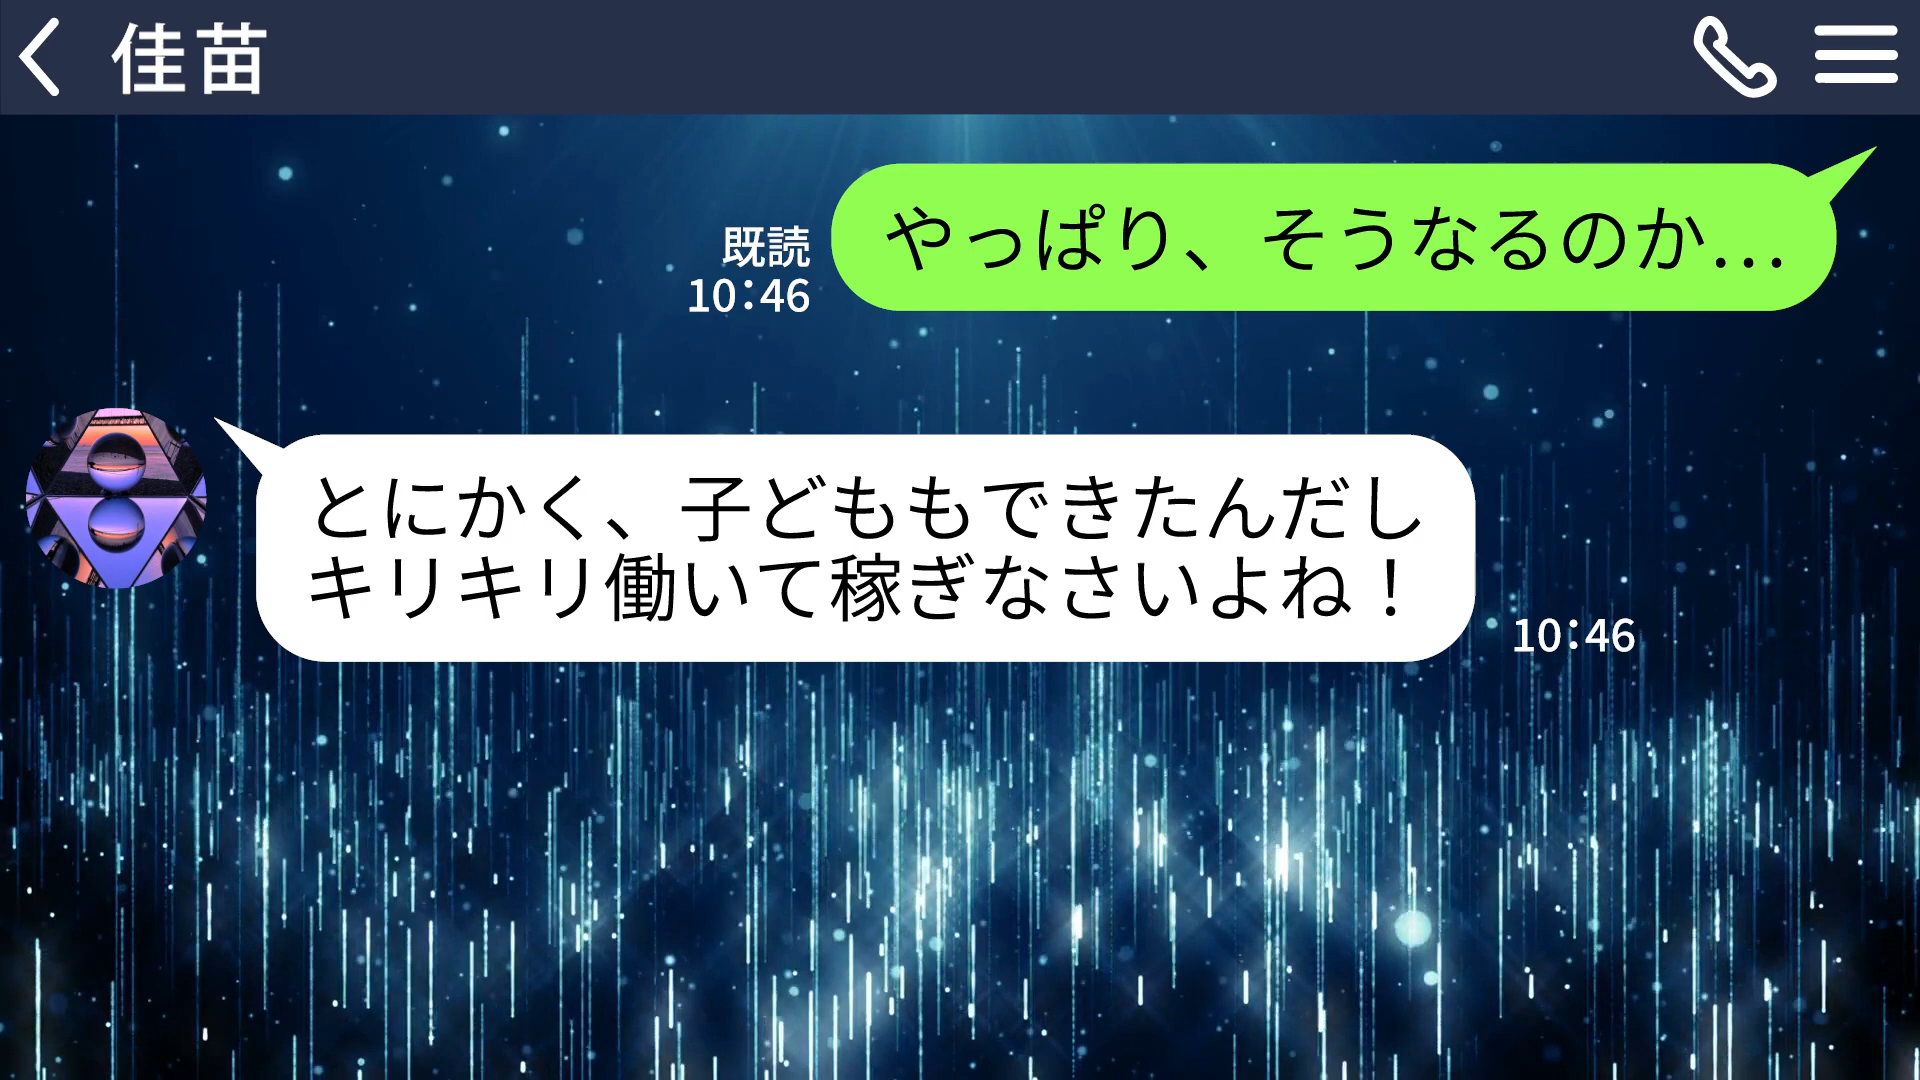 佳苗
やっぱり、そうなるのか…
既読
10:46
とにかく、子どももできたんだし
キリキリ働いて稼ぎなさいよね！
10:46